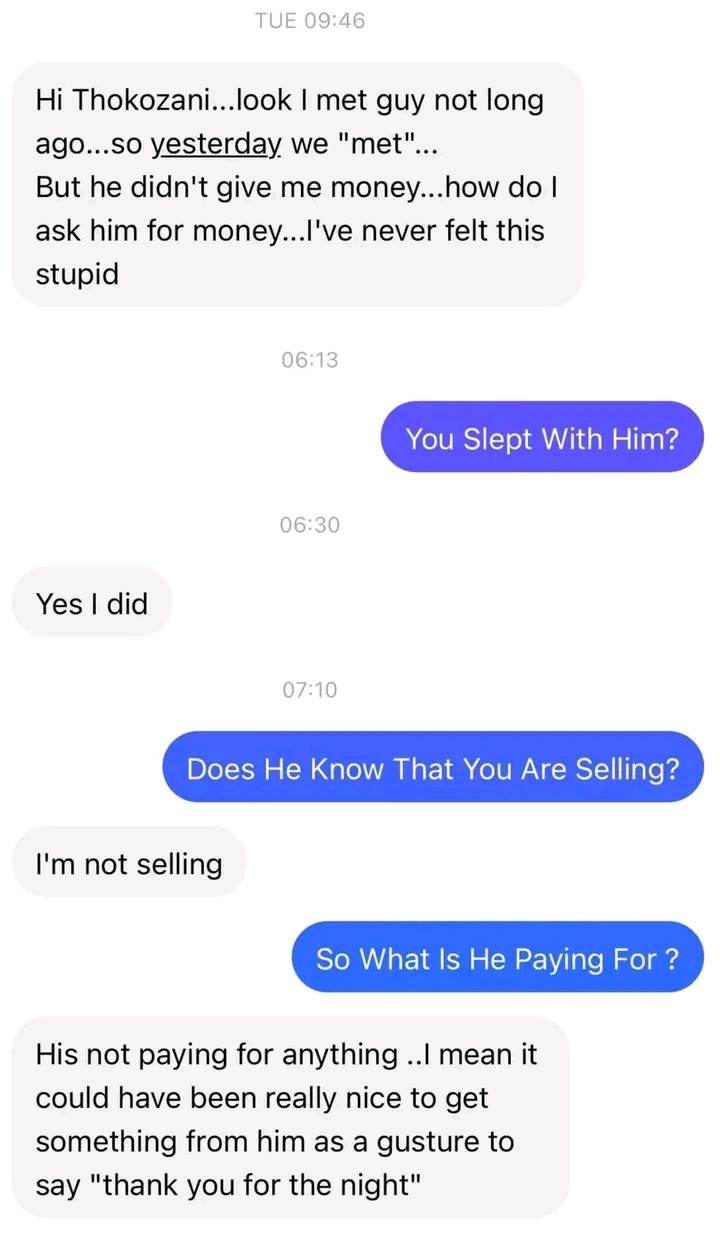 TUE 09:46
Hi Thokozani...look I met guy not long
ago...so yesterday we "met"...
But he didn't give me money...how do I
ask him for money...I've never felt this
stupid
06:13
You Slept With Him?
06:30
Yes I did
07:10
Does He Know That You Are Selling?
I'm not selling
So What Is He Paying For ?
His not paying for anything ..I mean it
could have been really nice to get
something from him as a gusture to
say "thank you for the night"